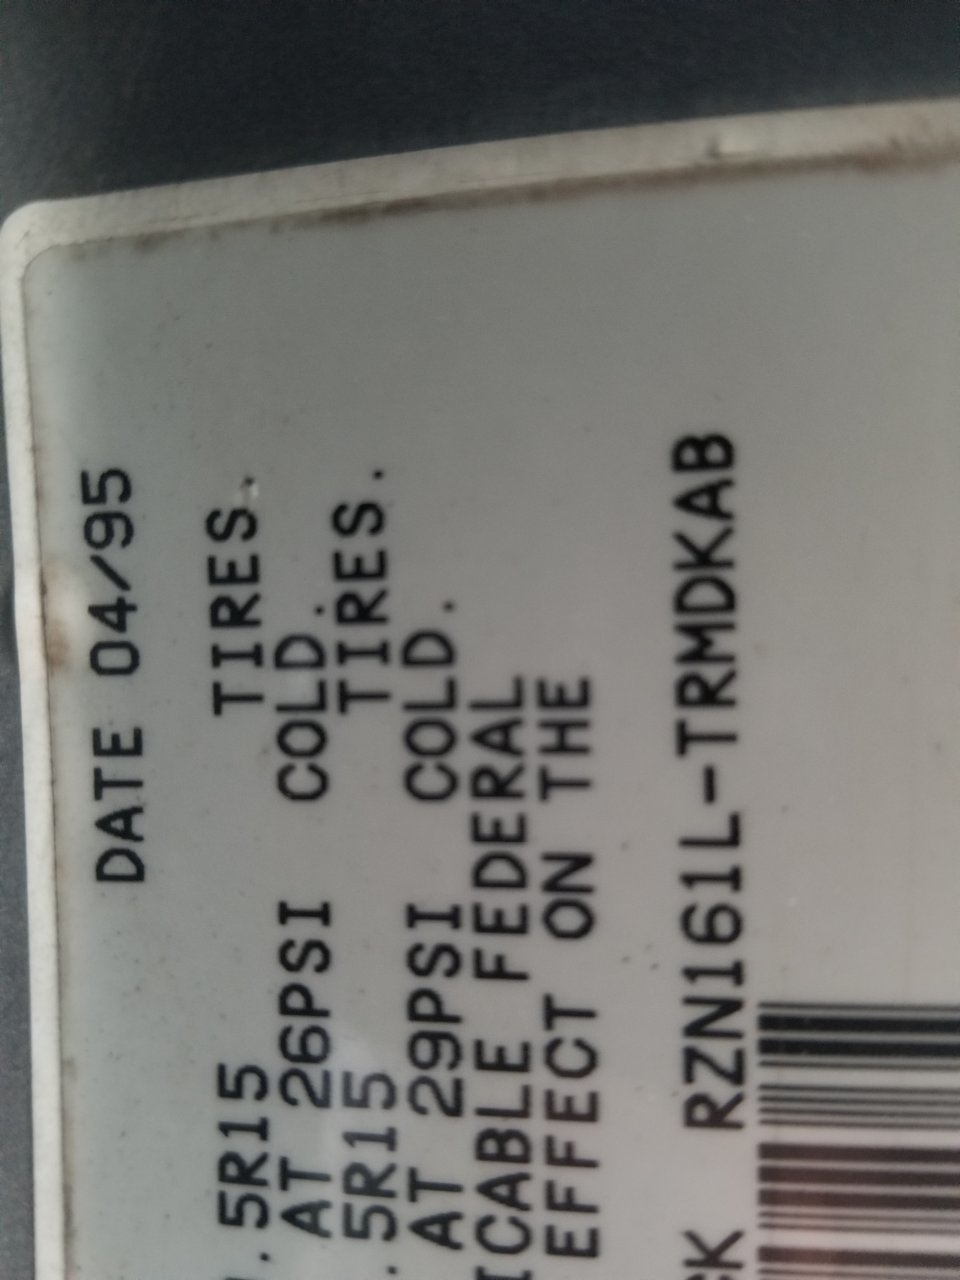 DATE 04/95
.5R15 TIRES.
AT 26PSI COLD.
.5R15 TIRES.
AT 29PSI COLD.
ICABLE FEDERAL
EFFECT ON THE
CK RZN161L-TRMDKAB